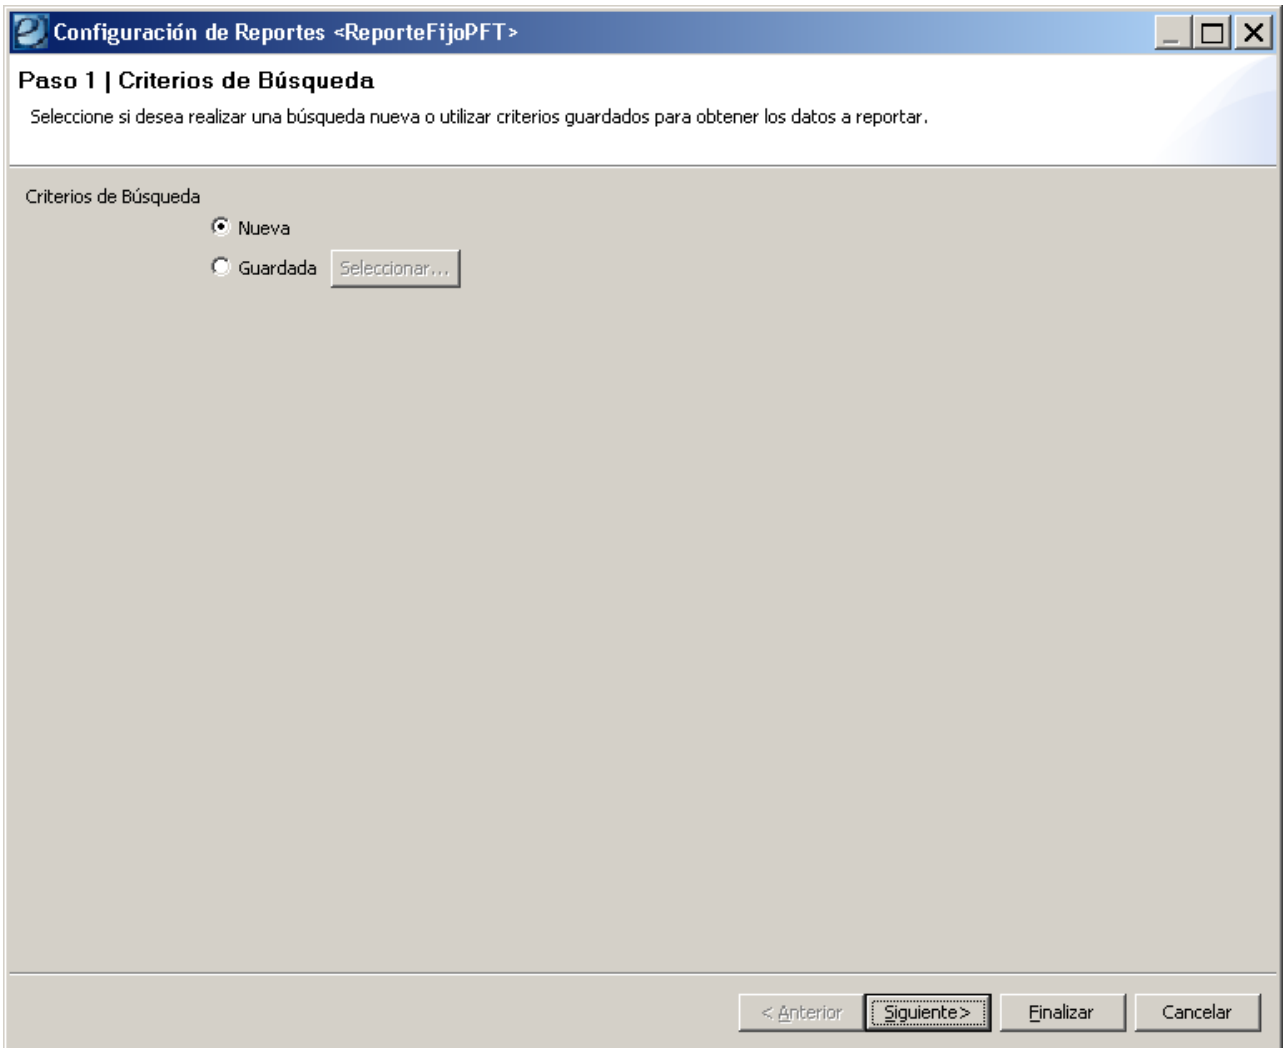 Configuración de Reportes <ReporteFijoPFT>
Paso 1 | Criterios de Búsqueda
Seleccione si desea realizar una búsqueda nueva o utilizar criterios guardados para obtener los datos a reportar.
Criterios de Búsqueda
Nueva
Guardada Seleccionar...
< Anterior Siguiente> Finalizar Cancelar